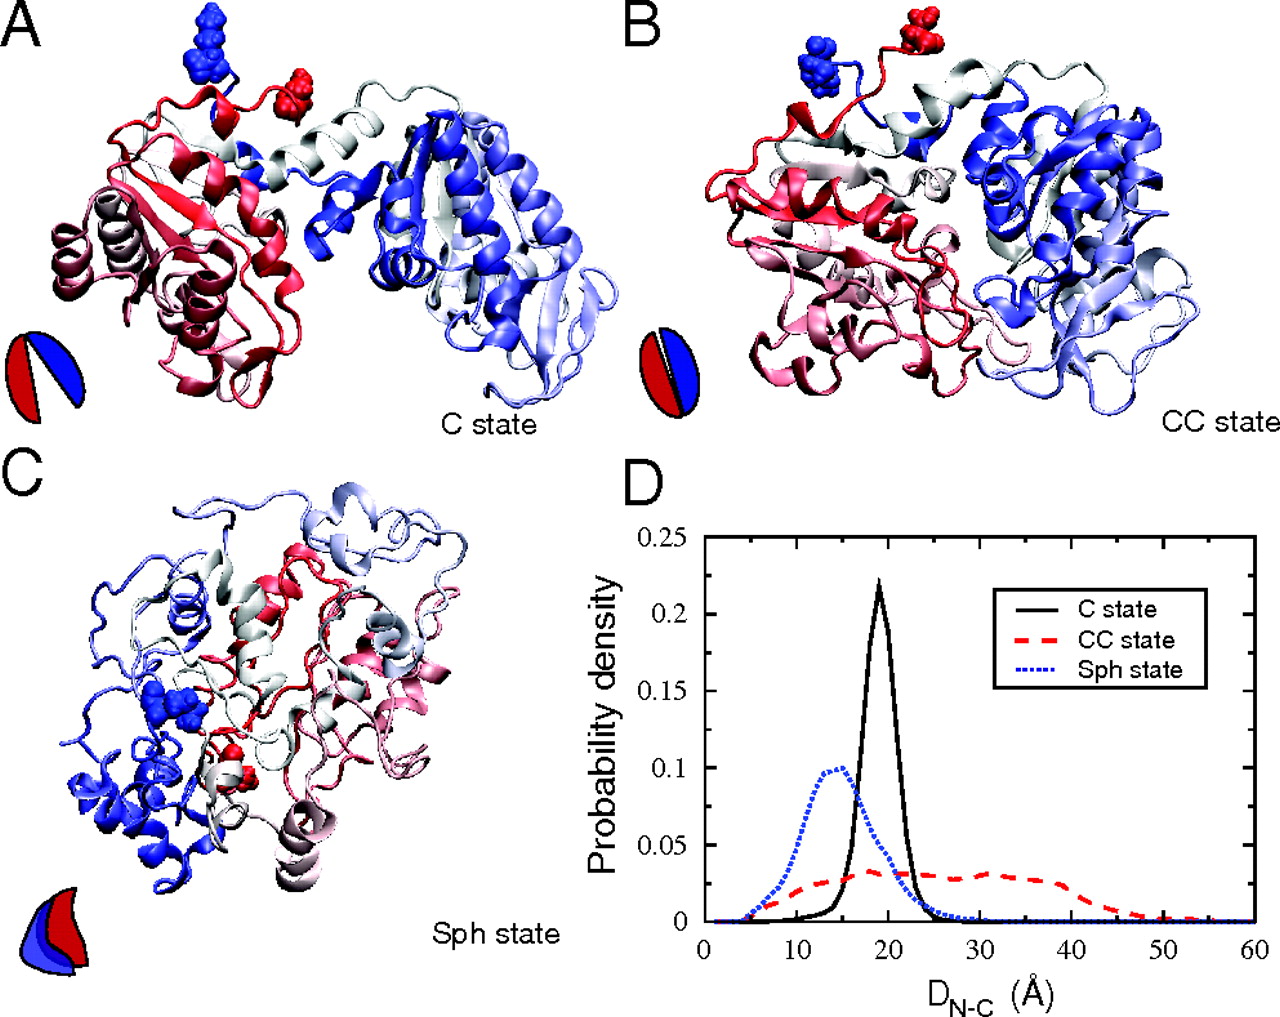 A
B
C state
CC state
C
D
Sph state
0.25
0.2
0.15
0.1
0.05
0
Probability density
C state
CC state
Sph state
0 10 20 30 40 50 60
D_N-C (Å)